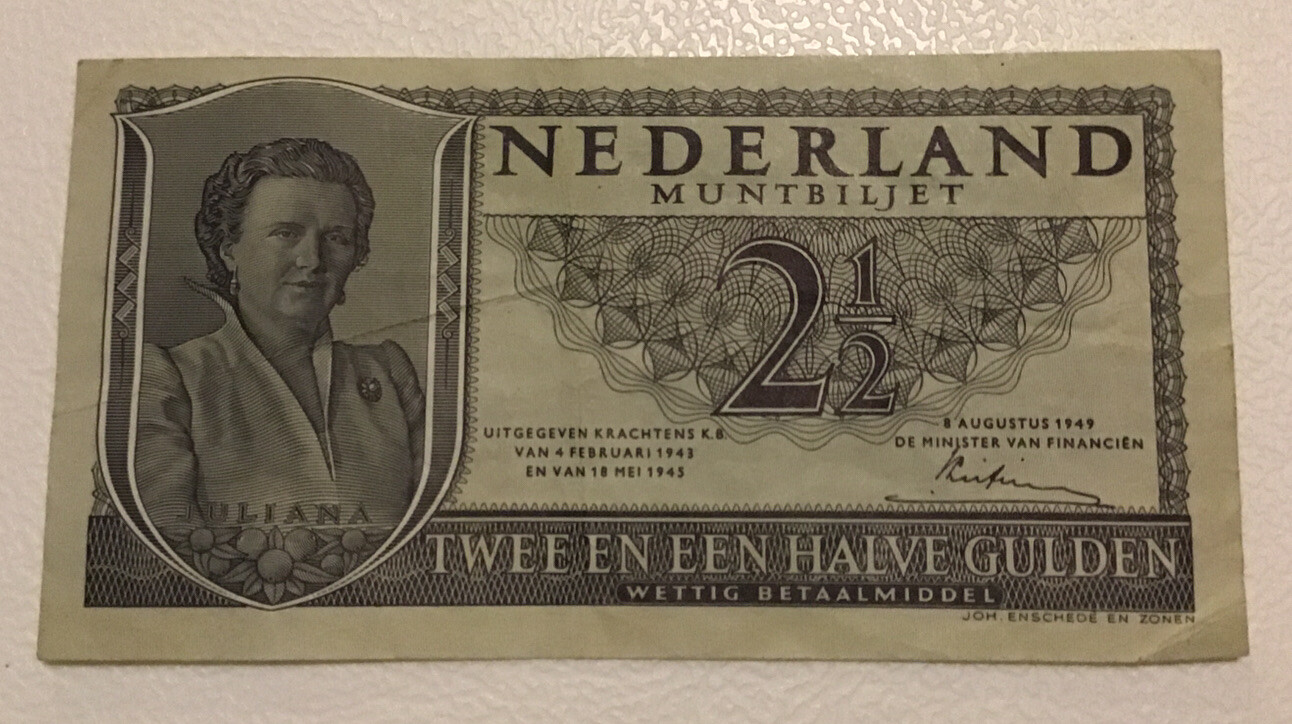 NEDERLAND
MUNTBILJET
2 1/2
UITGEGEVEN KRACHTENS K.B.
VAN 4 FEBRUARI 1943
EN VAN 18 MEI 1945
8 AUGUSTUS 1949
DE MINISTER VAN FINANCIËN
JULIANA
TWEE EN EEN HALVE GULDEN
WETTIG BETAALMIDDEL
JOH. ENSCHEDÉ EN ZONEN